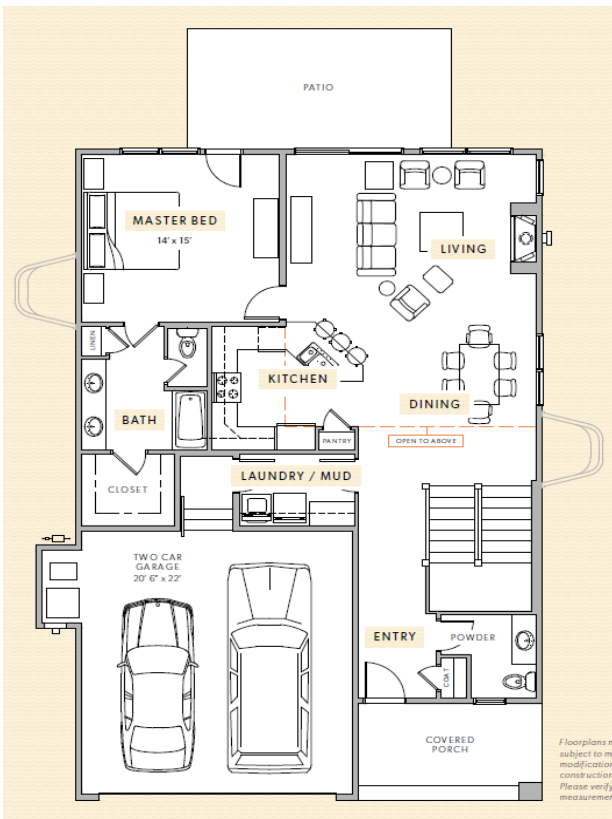 PATIO
MASTER BED
14' x 15'
LIVING
LINEN
KITCHEN
DINING
BATH
PANTRY
OPEN TO ABOVE
LAUNDRY / MUD
CLOSET
TWO CAR
GARAGE
20' 6" x 22'
ENTRY
POWDER
COAT
COVERED
PORCH
Floorplans
subject to
modification
construction
Please verify
measuremen